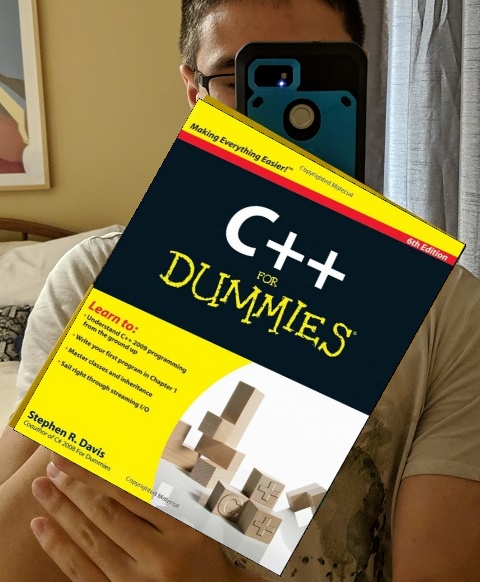 Making Everything Easier!™
Copyrighted Material
6th Edition
C++
FOR
DUMMIES®
Learn to:
• Understand C++ 2009 programming
from the ground up
• Write your first program in Chapter 1
• Master classes and inheritance
• Sail right through streaming I/O
Stephen R. Davis
Coauthor of C# 2008 For Dummies
Copyrighted Material
C
+
+